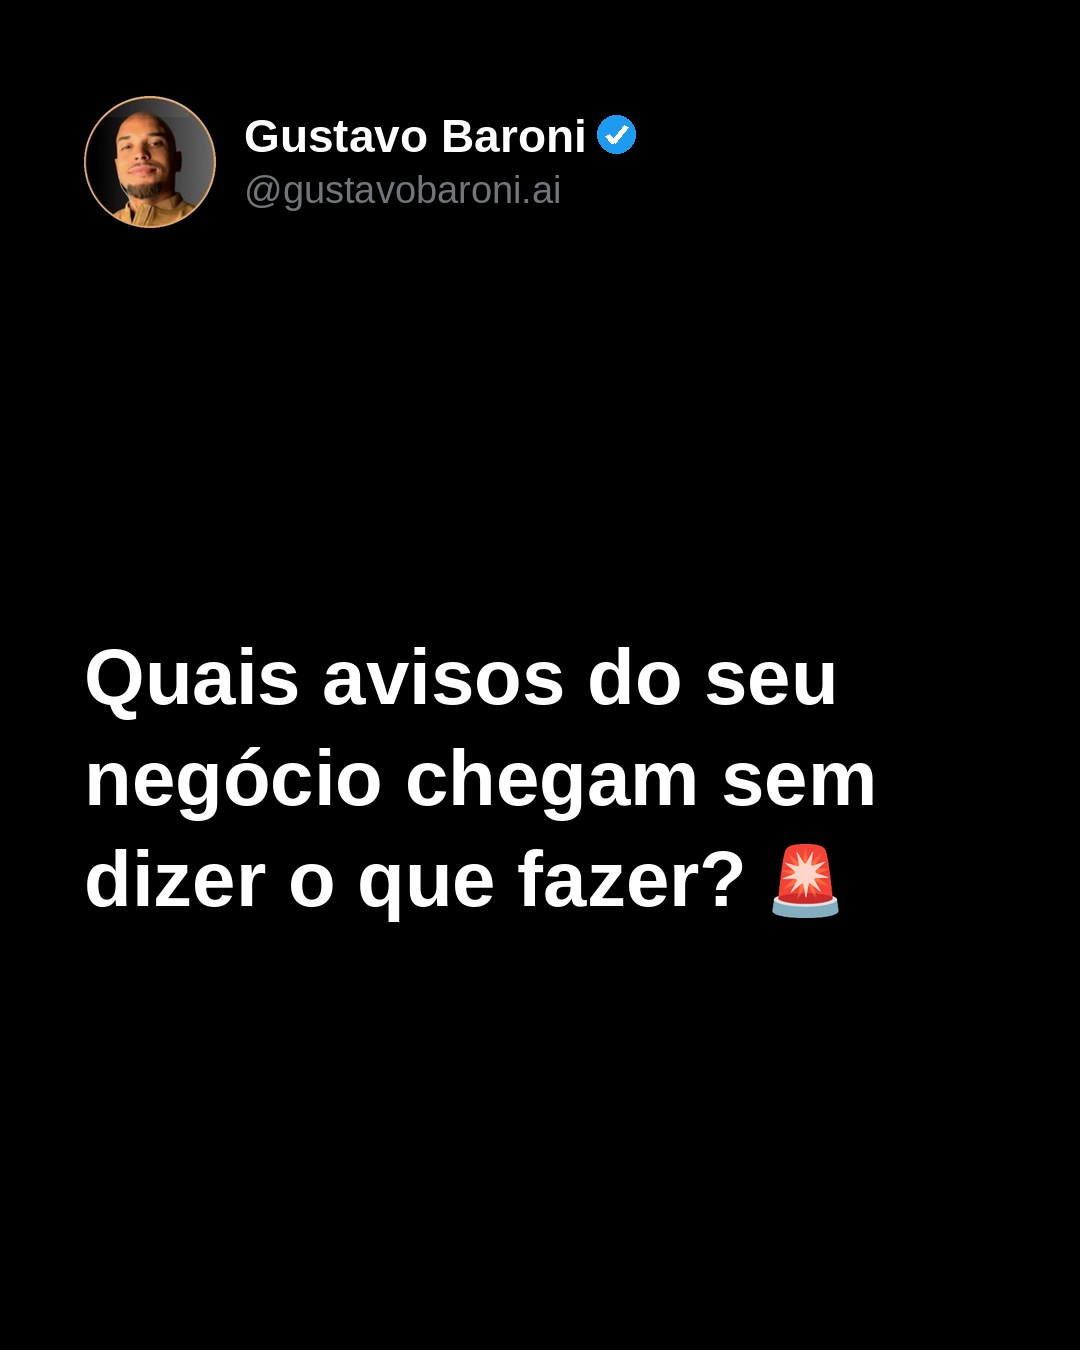 Gustavo Baroni
@gustavobaroni.ai
Quais avisos do seu
negócio chegam sem
dizer o que fazer? 🚨